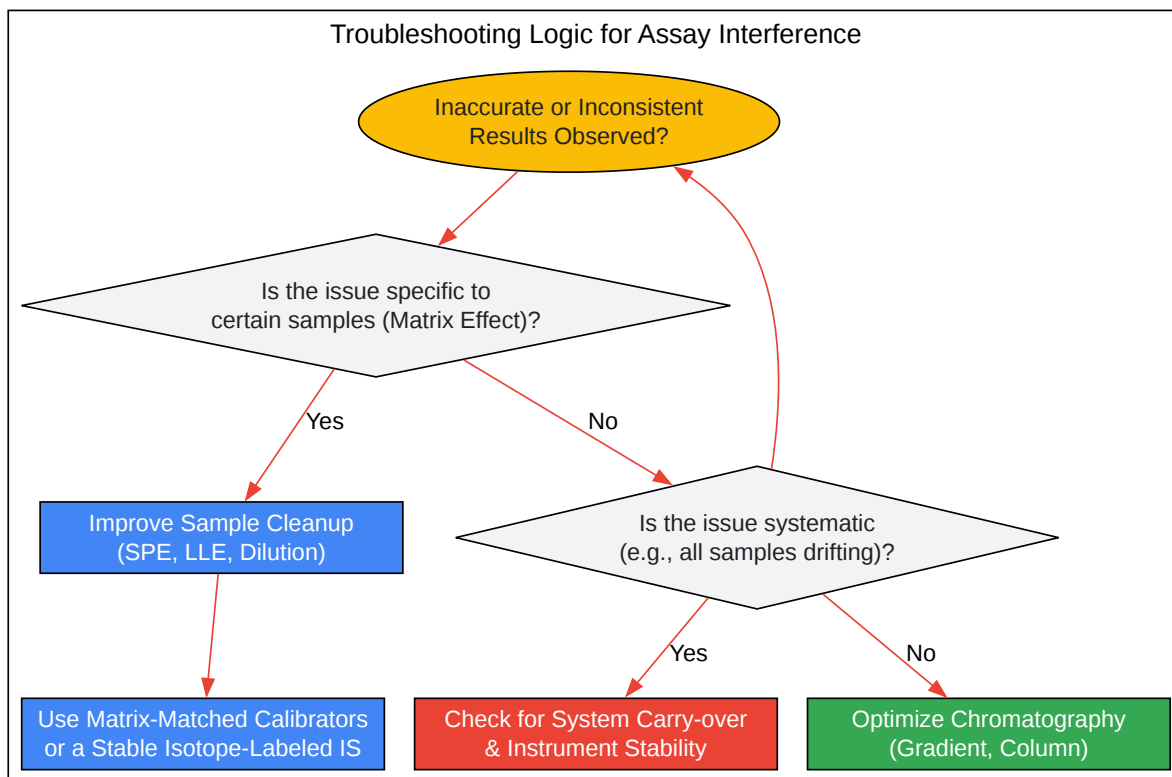 Troubleshooting Logic for Assay Interference
Inaccurate or Inconsistent
Results Observed?
Is the issue specific to
certain samples (Matrix Effect)?
Yes
No
Improve Sample Cleanup
(SPE, LLE, Dilution)
Is the issue systematic
(e.g., all samples drifting)?
Yes
No
Use Matrix-Matched Calibrators
or a Stable Isotope-Labeled IS
Check for System Carry-over
& Instrument Stability
Optimize Chromatography
(Gradient, Column)